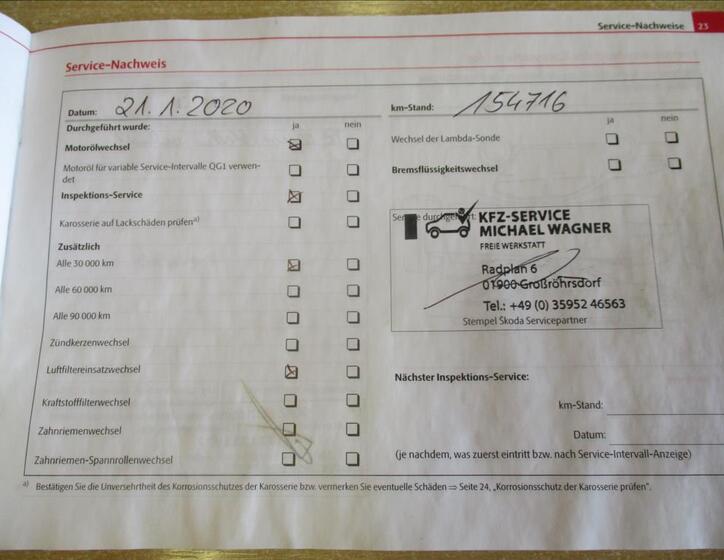 Service-Nachweise 23
Service-Nachweis
Datum: 21.1.2020
km-Stand: 154716
Durchgeführt wurde: ja nein
ja nein
Motorölwechsel
Wechsel der Lambda-Sonde
Motoröl für variable Service-Intervalle QG1 verwen-
det
Bremsflüssigkeitswechsel
Inspektions-Service
Karosserie auf Lackschäden prüfen a)
Zusätzlich
Alle 30 000 km
Alle 60 000 km
Alle 90 000 km
Zündkerzenwechsel
Luftfiltereinsatzwechsel
Kraftstofffilterwechsel
Zahnriemenwechsel
Zahnriemen-Spannrollenwechsel
KFZ-SERVICE
MICHAEL WAGNER
FREIE WERKSTATT
Radplan 6
01900 Großröhrsdorf
Tel.: +49 (0) 35952 46563
Stempel Skoda Servicepartner
Nächster Inspektions-Service:
km-Stand:
Datum:
(je nachdem, was zuerst eintritt bzw. nach Service-Intervall-Anzeige)
a) Bestätigen Sie die Unversehrtheit des Korrosionsschutzes der Karosserie bzw. vermerken Sie eventuelle Schäden ⇒ Seite 24, „Korrosionsschutz der Karosserie prüfen".